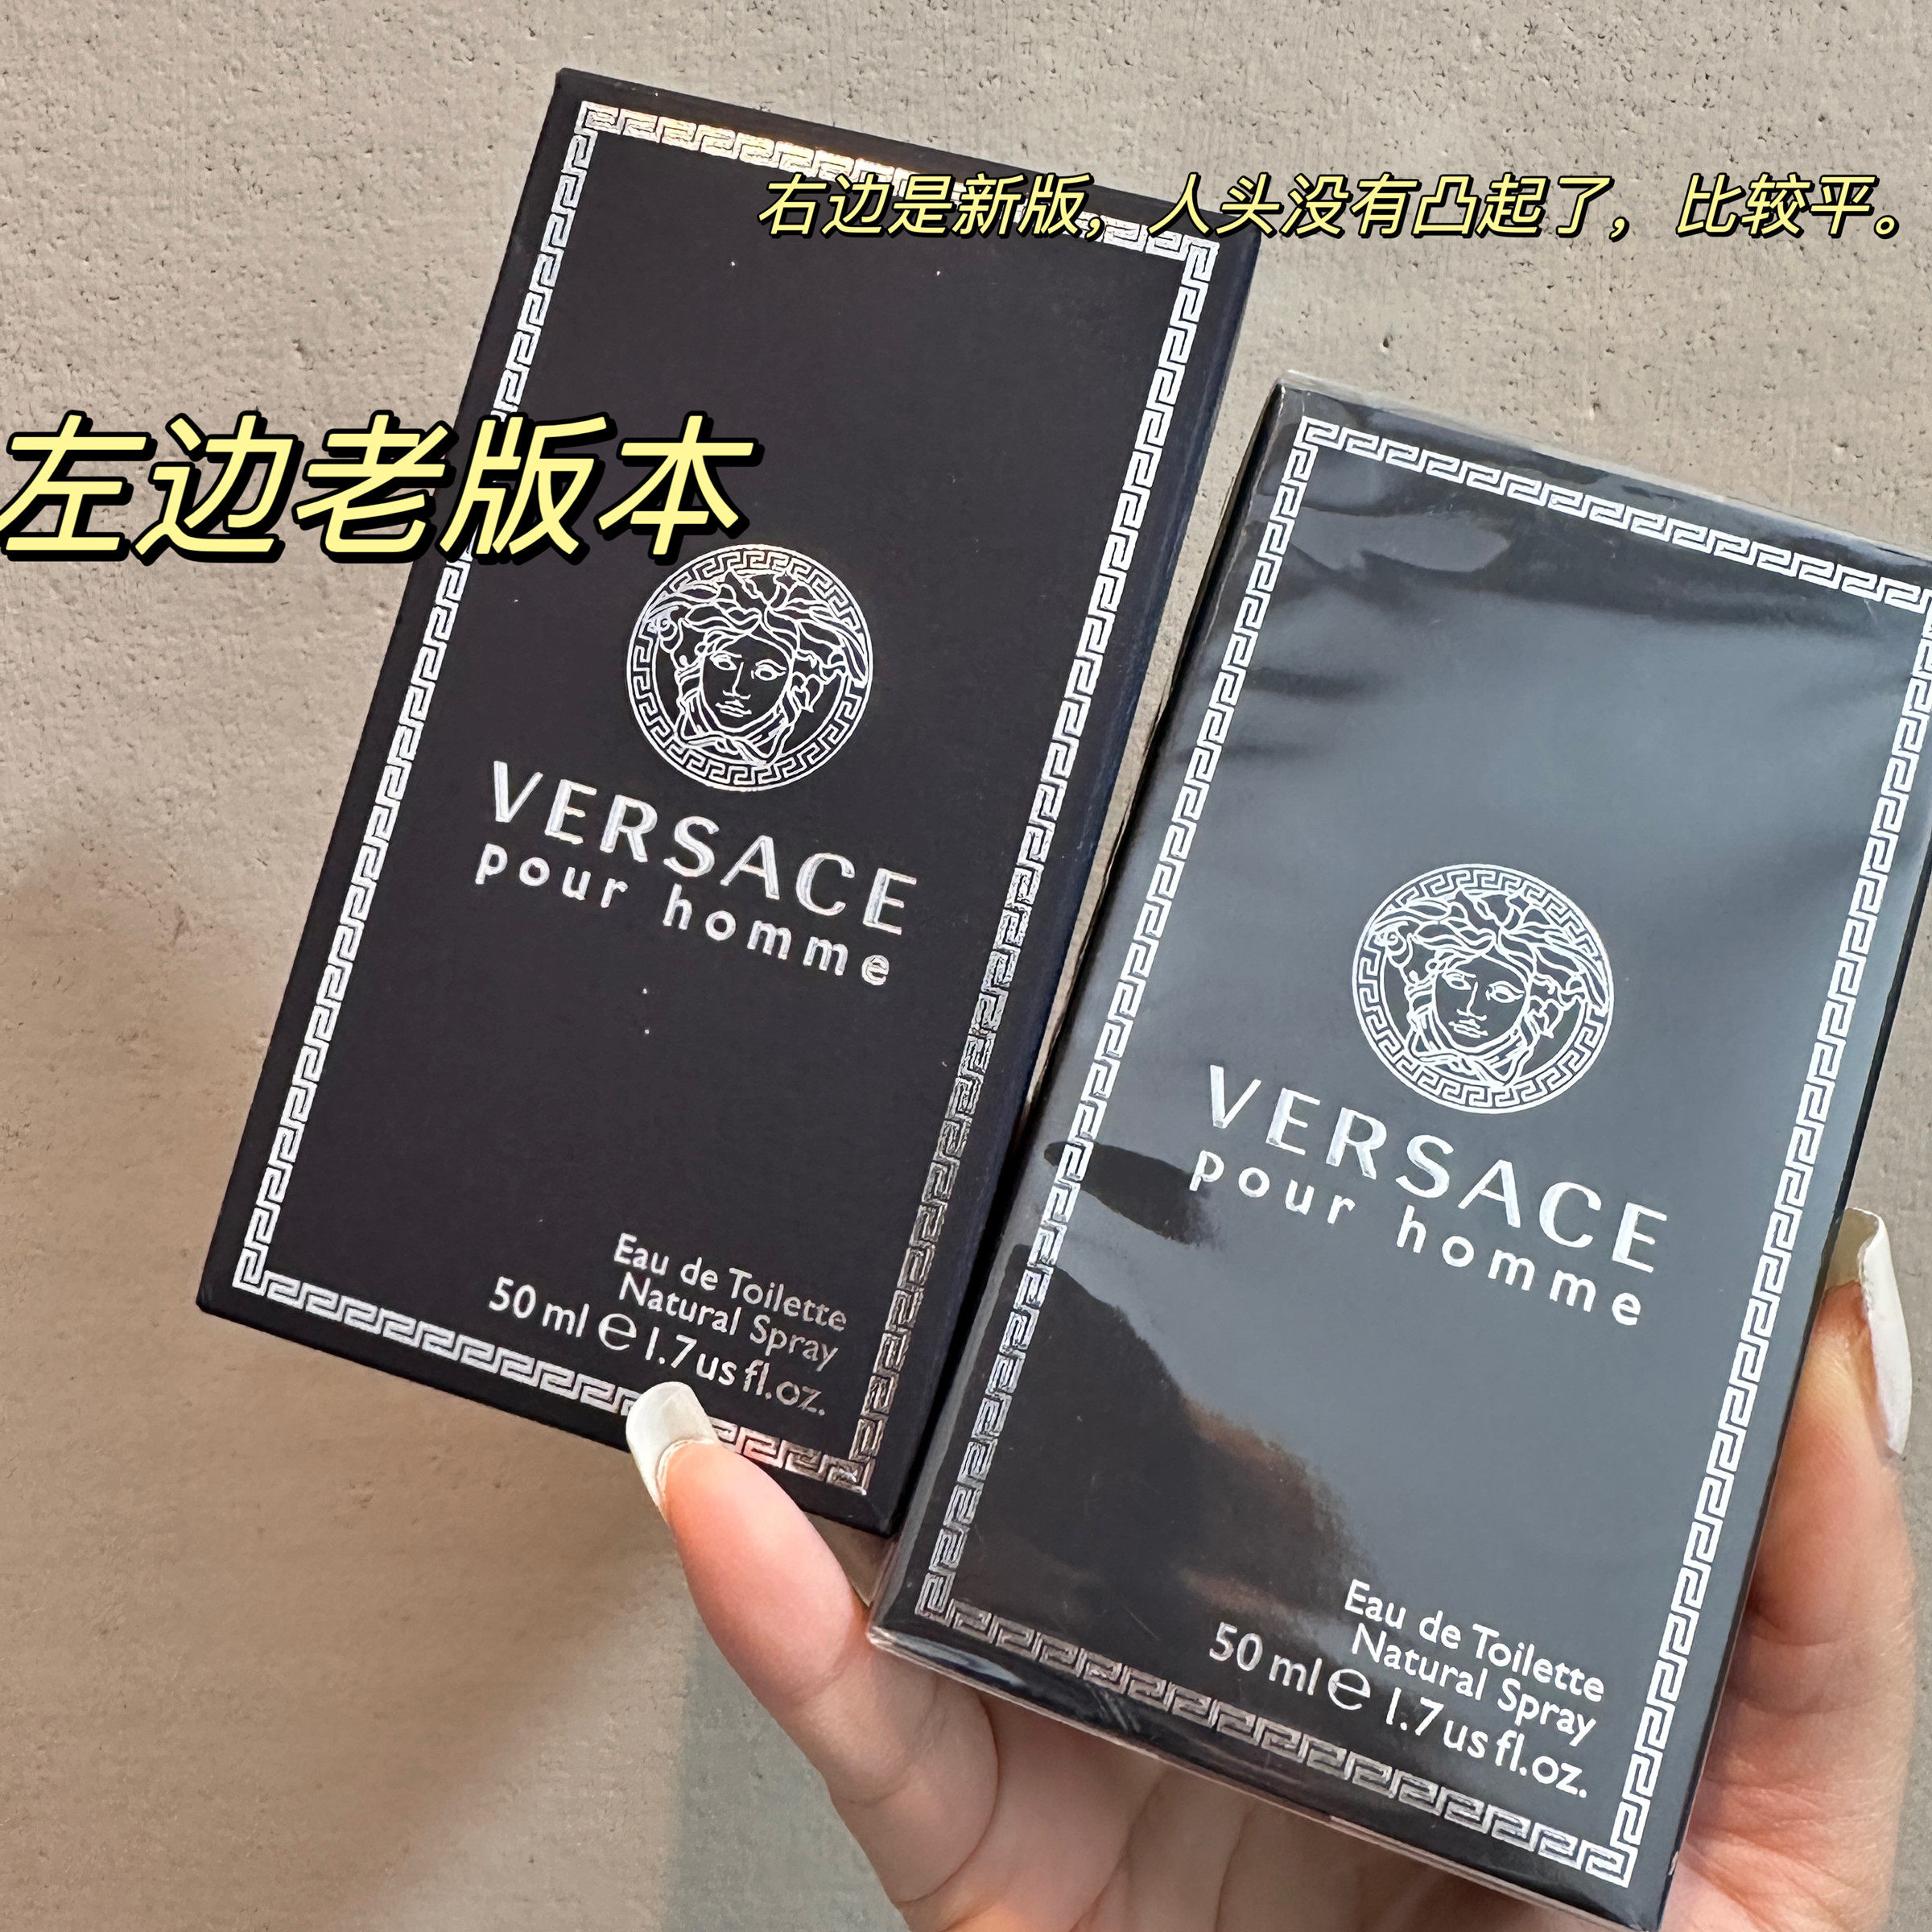 右边是新版，人头没有凸起了，比较平。
左边老版本
VERSACE
pour homme
Eau de Toilette
Natural Spray
50 ml e 1.7 us fl.oz.
VERSACE
pour homme
Eau de Toilette
Natural Spray
50 ml e 1.7 us fl.oz.